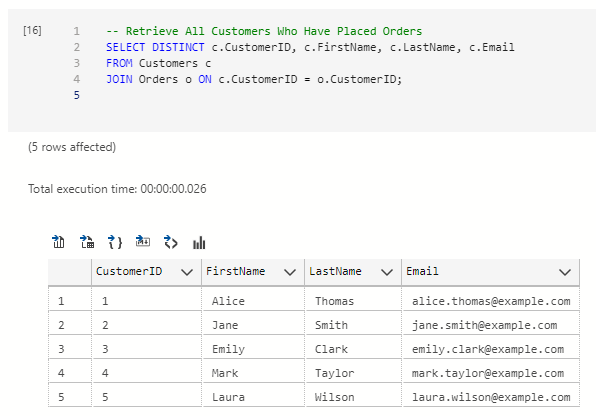 [16] 1 -- Retrieve All Customers Who Have Placed Orders
2 SELECT DISTINCT c.CustomerID, c.FirstName, c.LastName, c.Email
3 FROM Customers c
4 JOIN Orders o ON c.CustomerID = o.CustomerID;
5
(5 rows affected)
Total execution time: 00:00:00.026
CustomerID FirstName LastName Email
1 1 Alice Thomas alice.thomas@example.com
2 2 Jane Smith jane.smith@example.com
3 3 Emily Clark emily.clark@example.com
4 4 Mark Taylor mark.taylor@example.com
5 5 Laura Wilson laura.wilson@example.com